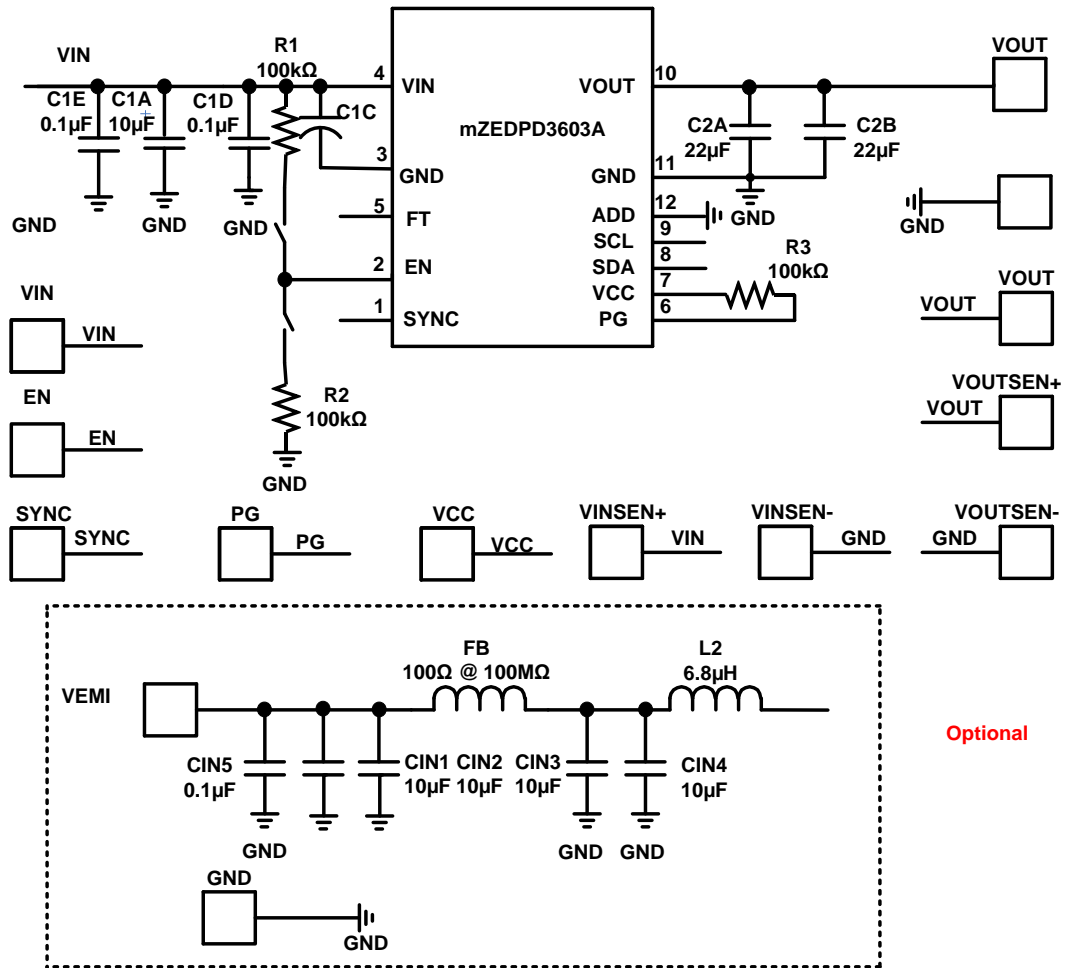 VIN
C1E
0.1µF
C1A
10µF
C1D
0.1µF
R1
100kΩ
C1C
GND
GND
GND
4
VIN
3
GND
5
FT
2
EN
1
SYNC
mZEDPD3603A
VOUT
10
GND
11
ADD
12
SCL
9
SDA
8
VCC
7
PG
6
C2A
22µF
C2B
22µF
GND
R3
100kΩ
VOUT
GND
VOUT
VOUT
VOUTSEN+
VOUT
VIN
VIN
EN
EN
R2
100kΩ
GND
SYNC
SYNC
PG
PG
VCC
VCC
VINSEN+
VIN
VINSEN-
GND
VOUTSEN-
GND
VEMI
FB
100Ω @ 100MΩ
L2
6.8µH
CIN5
0.1µF
CIN1
10µF
CIN2
10µF
CIN3
10µF
CIN4
10µF
GND
GND
GND
GND
GND
Optional